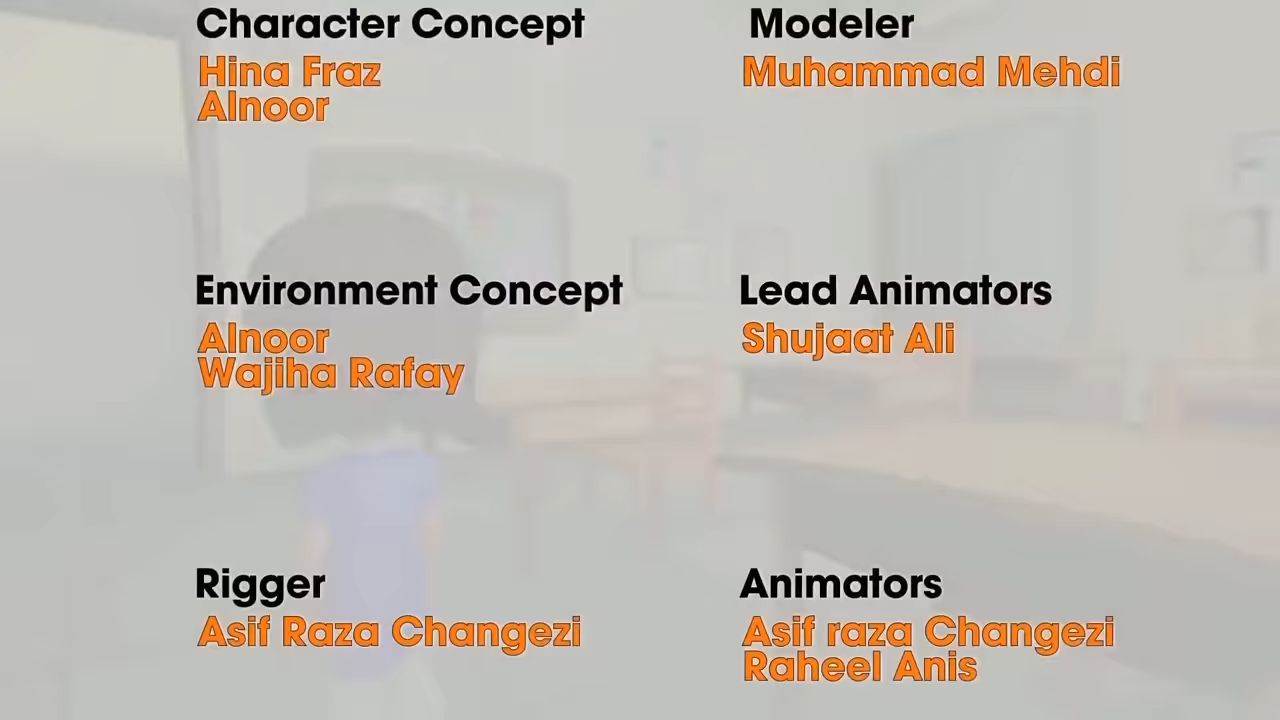 Character Concept
Hina Fraz
Alnoor
Modeler
Muhammad Mehdi
Environment Concept
Alnoor
Wajiha Rafay
Lead Animators
Shujaat Ali
Rigger
Asif Raza Changezi
Animators
Asif raza Changezi
Raheel Anis